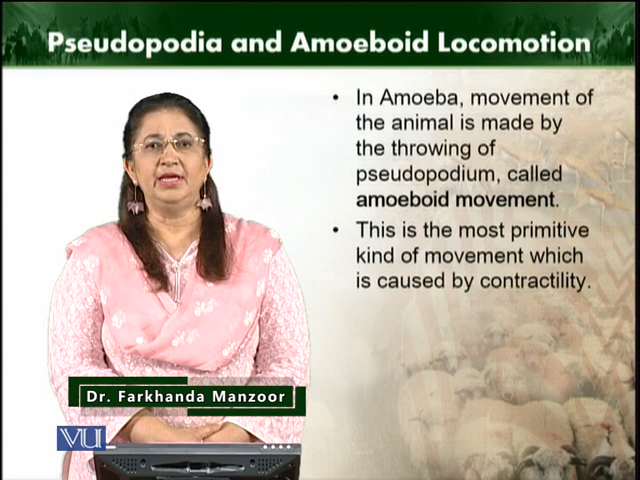 Pseudopodia and Amoeboid Locomotion
• In Amoeba, movement of
the animal is made by
the throwing of
pseudopodium, called
amoeboid movement.
• This is the most primitive
kind of movement which
is caused by contractility.
Dr. Farkhanda Manzoor
VU